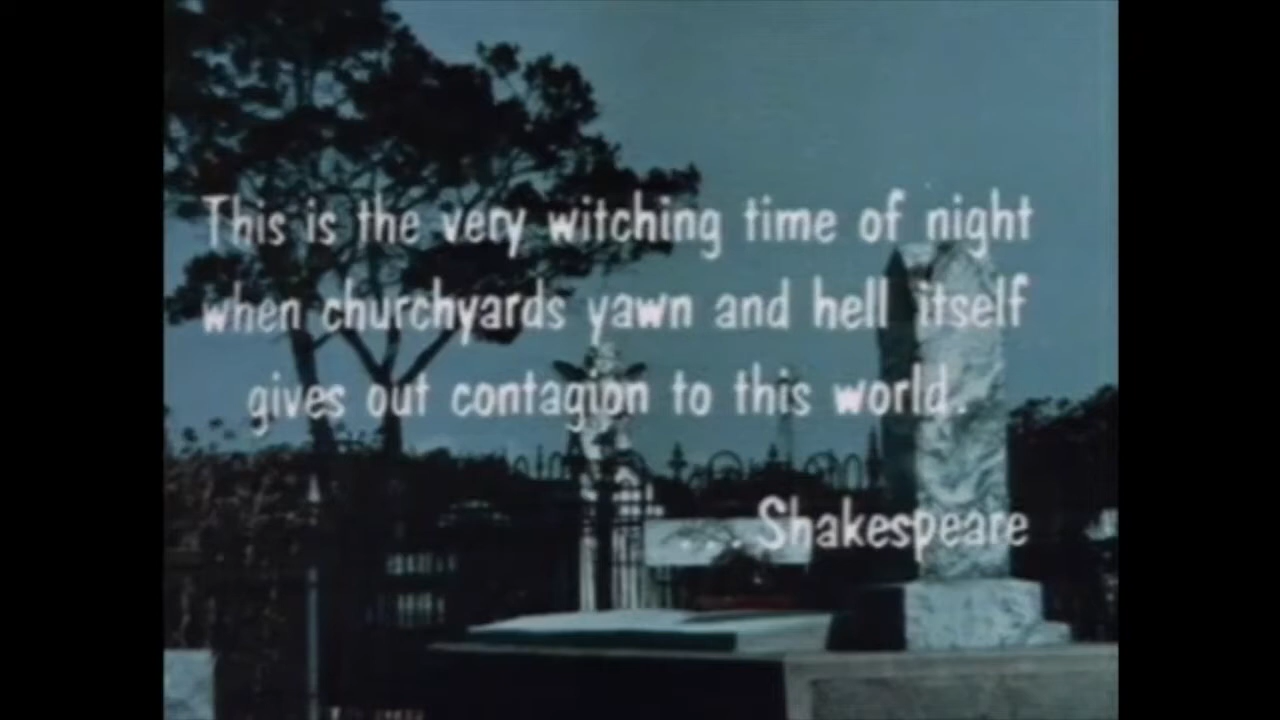 This is the very witching time of night
when churchyards yawn and hell itself
gives out contagion to this world.
... Shakespeare